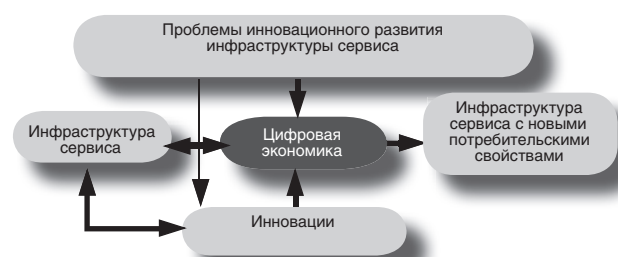 Проблемы инновационного развития
инфраструктуры сервиса
Инфраструктура
сервиса
Цифровая
экономика
Инфраструктура
сервиса с новыми
потребительскими
свойствами
Инновации